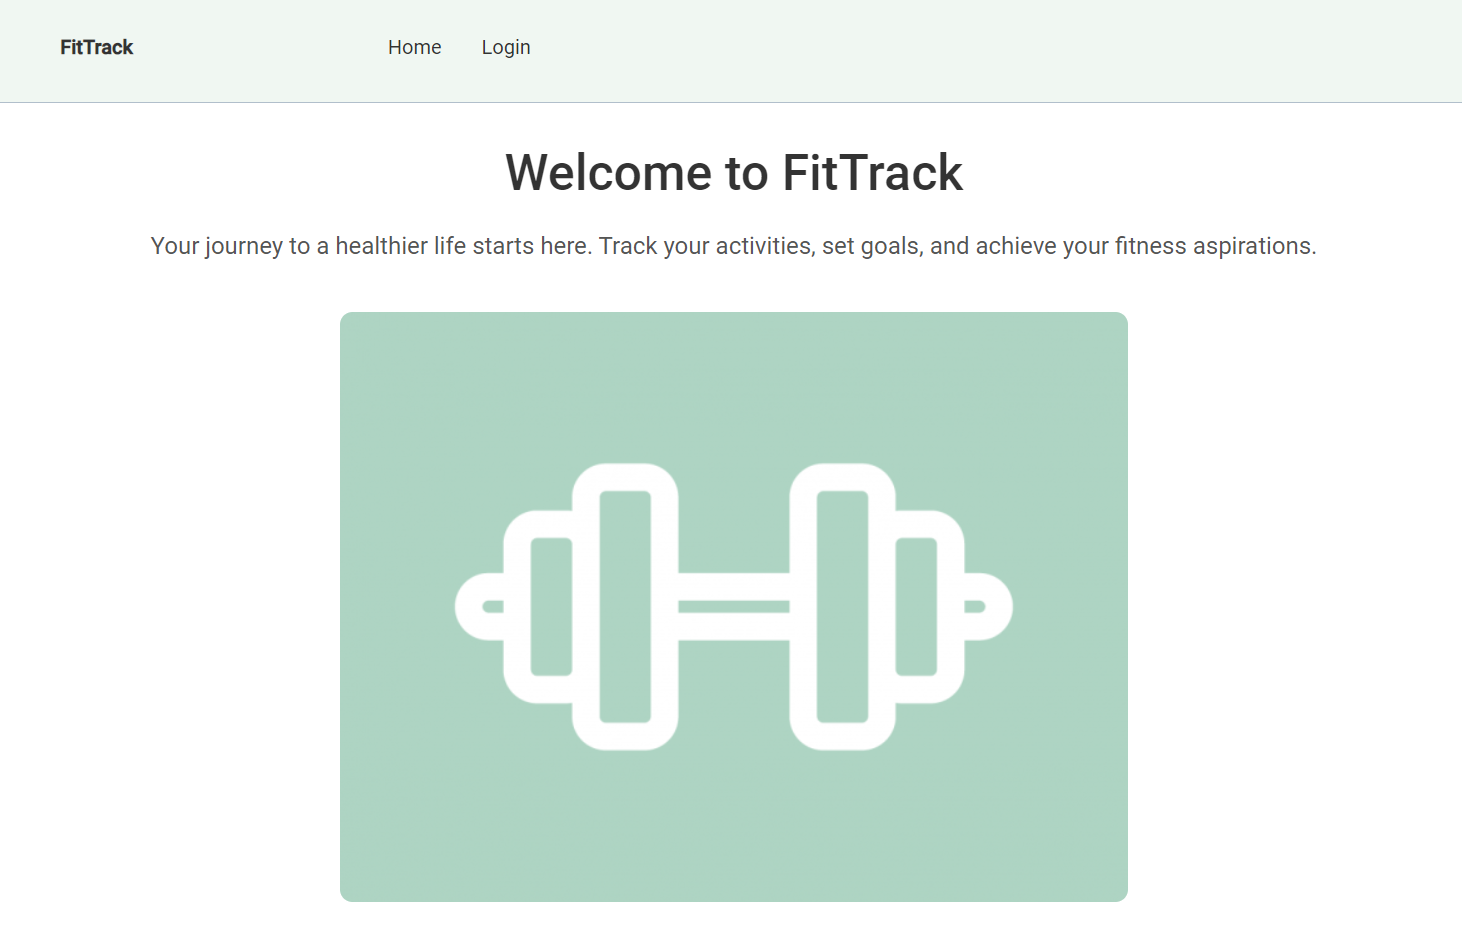 FitTrack
Home
Login
Welcome to FitTrack
Your journey to a healthier life starts here. Track your activities, set goals, and achieve your fitness aspirations.